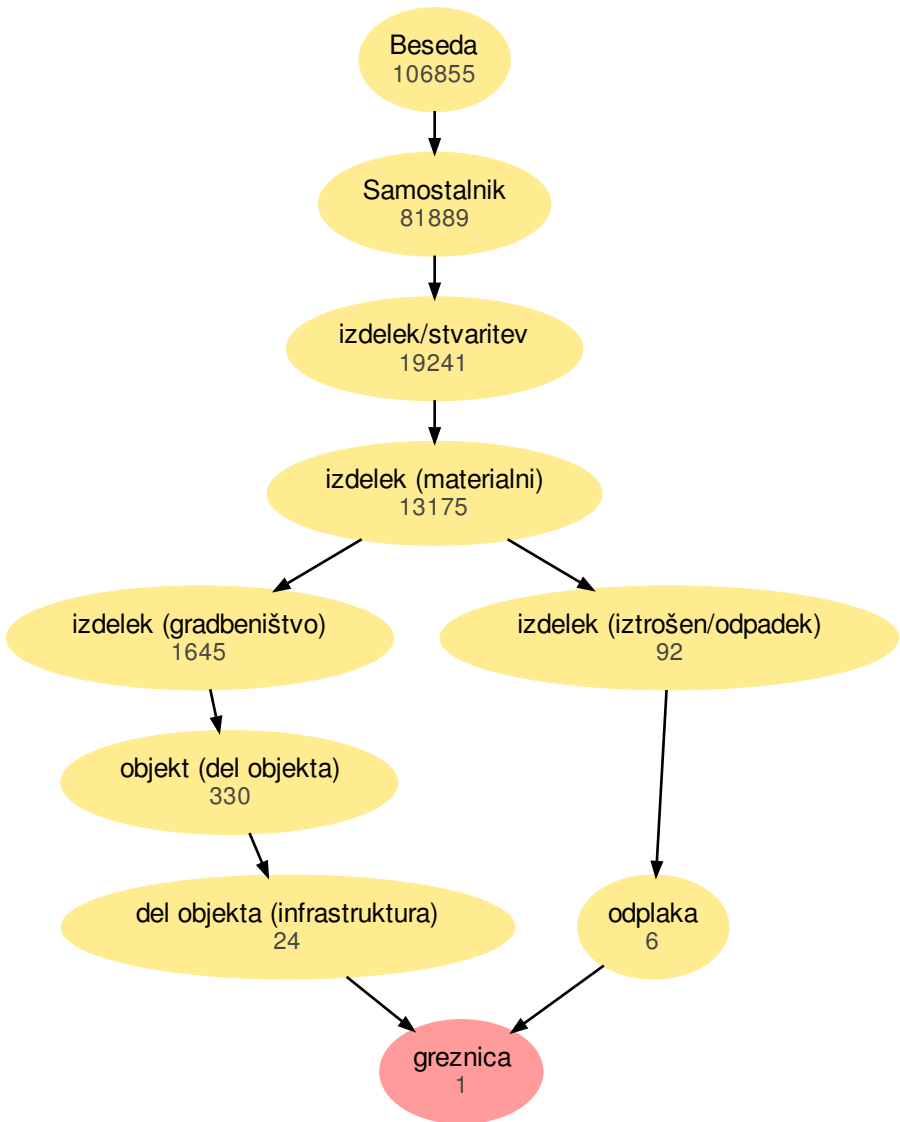 Beseda
106855
Samostalnik
81889
izdelek/stvaritev
19241
izdelek (materialni)
13175
izdelek (gradbeništvo)
1645
izdelek (iztrošen/odpadek)
92
objekt (del objekta)
330
del objekta (infrastruktura)
24
odplaka
6
greznica
1